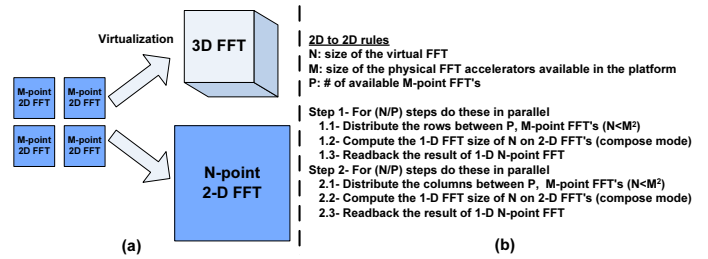 Virtualization
3D FFT
M-point
2D FFT
M-point
2D FFT
M-point
2D FFT
M-point
2D FFT
N-point
2-D FFT
(a)
2D to 2D rules
N: size of the virtual FFT
M: size of the physical FFT accelerators available in the platform
P: # of available M-point FFT's
Step 1- For (N/P) steps do these in parallel
1.1- Distribute the rows between P, M-point FFT's (N<M²)
1.2- Compute the 1-D FFT size of N on 2-D FFT's (compose mode)
1.3- Readback the result of 1-D N-point FFT
Step 2- For (N/P) steps do these in parallel
2.1- Distribute the columns between P, M-point FFT's (N<M²)
2.2- Compute the 1-D FFT size of N on 2-D FFT's (compose mode)
2.3- Readback the result of 1-D N-point FFT
(b)